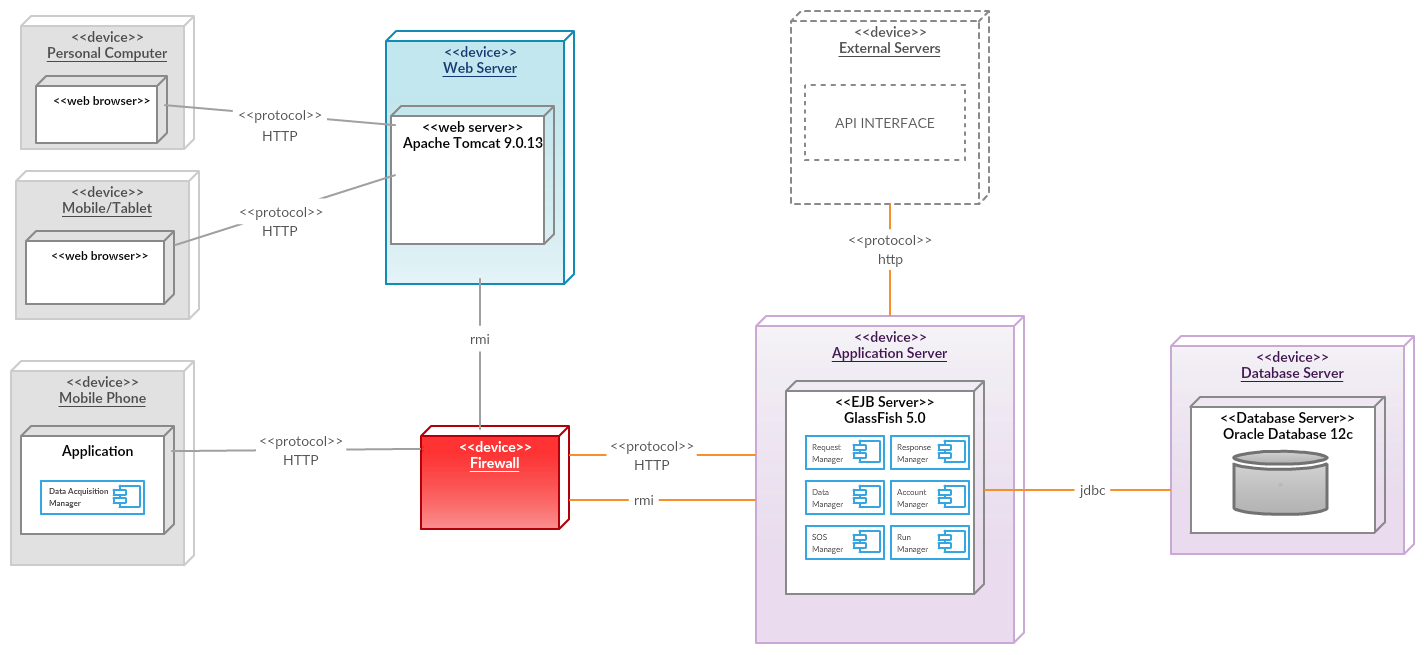 <<device>>
Personal Computer
<<web browser>>
<<protocol>>
HTTP
<<device>>
Mobile/Tablet
<<web browser>>
<<protocol>>
HTTP
<<device>>
Web Server
<<web server>>
Apache Tomcat 9.0.13
rmi
<<device>>
External Servers
API INTERFACE
<<protocol>>
http
<<device>>
Mobile Phone
Application
Data Acquisition
Manager
<<protocol>>
HTTP
<<device>>
Firewall
<<protocol>>
HTTP
rmi
<<device>>
Application Server
<<EJB Server>>
GlassFish 5.0
Request
Manager
Response
Manager
Data
Manager
Account
Manager
SOS
Manager
Run
Manager
jdbc
<<device>>
Database Server
<<Database Server>>
Oracle Database 12c